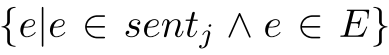 {e|e ∈ sent_j ∧ e ∈ E}